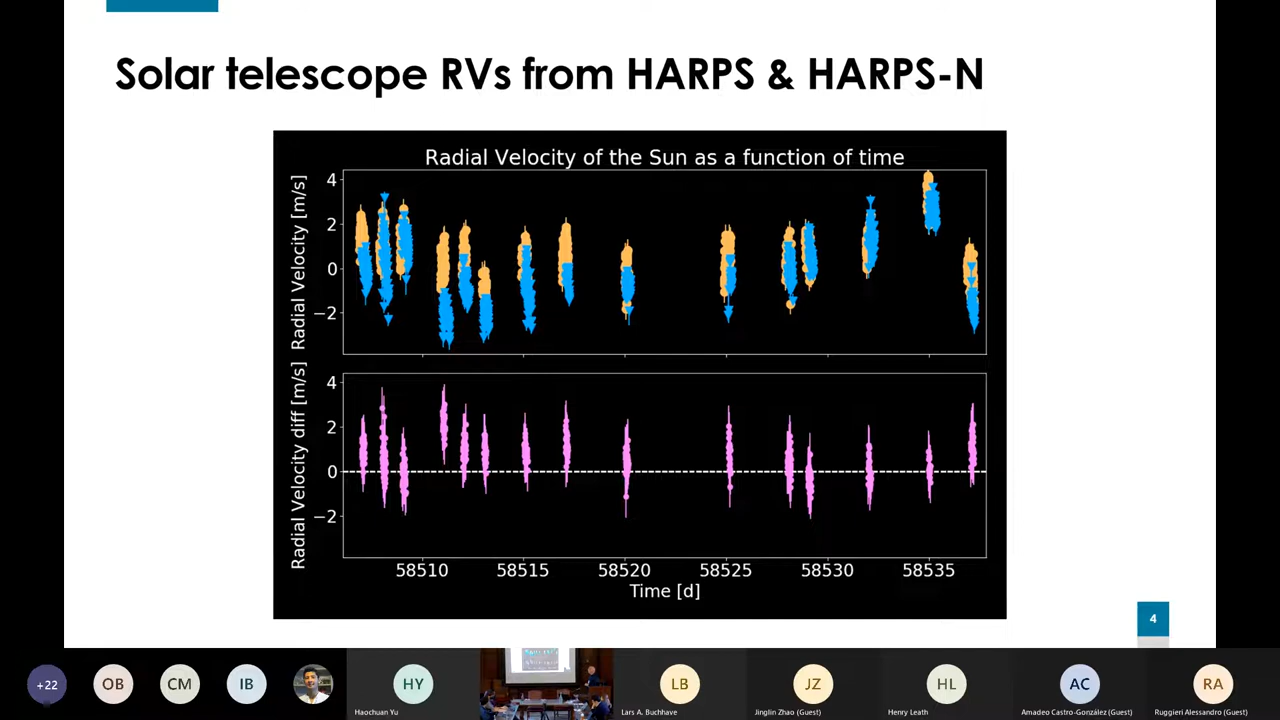 Solar telescope RVs from HARPS & HARPS-N
Radial Velocity of the Sun as a function of time
Radial Velocity [m/s]
4
2
0
−2
Radial Velocity diff [m/s]
4
2
0
−2
58510 58515 58520 58525 58530 58535
Time [d]
4
+22 OB CM IB HY LB JZ HL AC RA
Haochuan Yu Lars A. Buchhave Jinglin Zhao (Guest) Henry Leath Amadeo Castro-González (Guest) Ruggieri Alessandro (Guest)